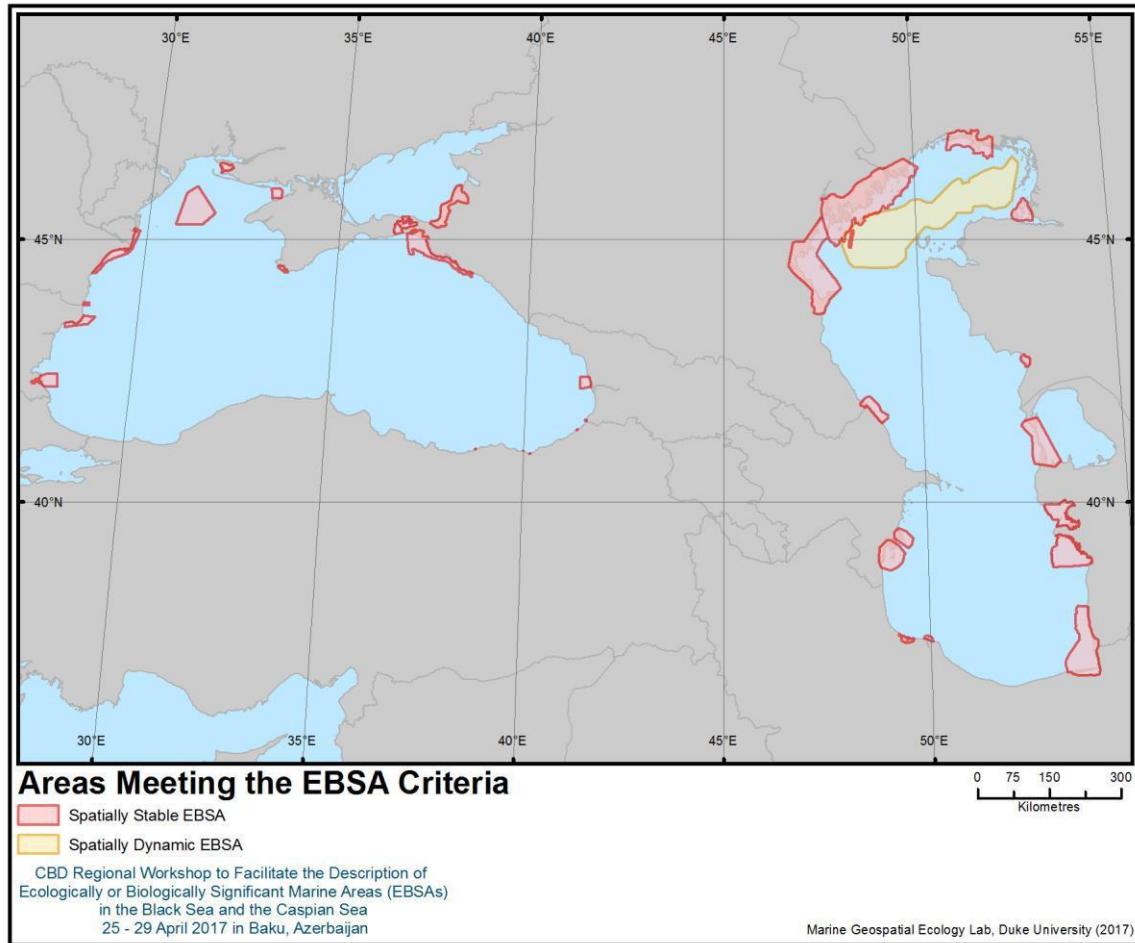 30°E 35°E 40°E 45°E 50°E 55°E
45°N 45°N
40°N 40°N
30°E 35°E 40°E 45°E 50°E
Areas Meeting the EBSA Criteria
Spatially Stable EBSA
Spatially Dynamic EBSA
0 75 150 300
Kilometres
CBD Regional Workshop to Facilitate the Description of
Ecologically or Biologically Significant Marine Areas (EBSAs)
in the Black Sea and the Caspian Sea
25 - 29 April 2017 in Baku, Azerbaijan
Marine Geospatial Ecology Lab, Duke University (2017)